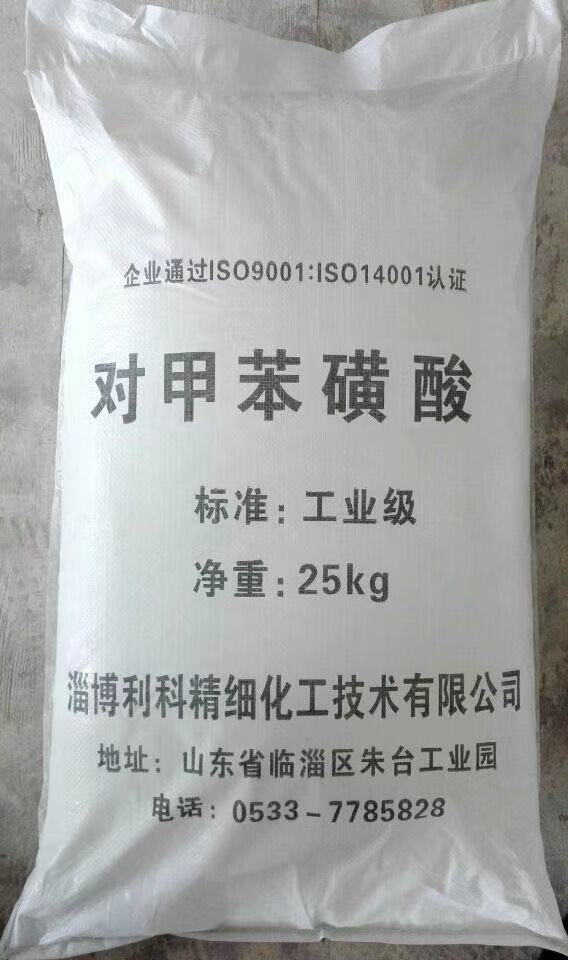 企业通过ISO9001:ISO14001认证
对甲苯磺酸
标准：工业级
净重：25kg
淄博利科精细化工技术有限公司
地址：山东省临淄区朱台工业园
电话：0533-7785828